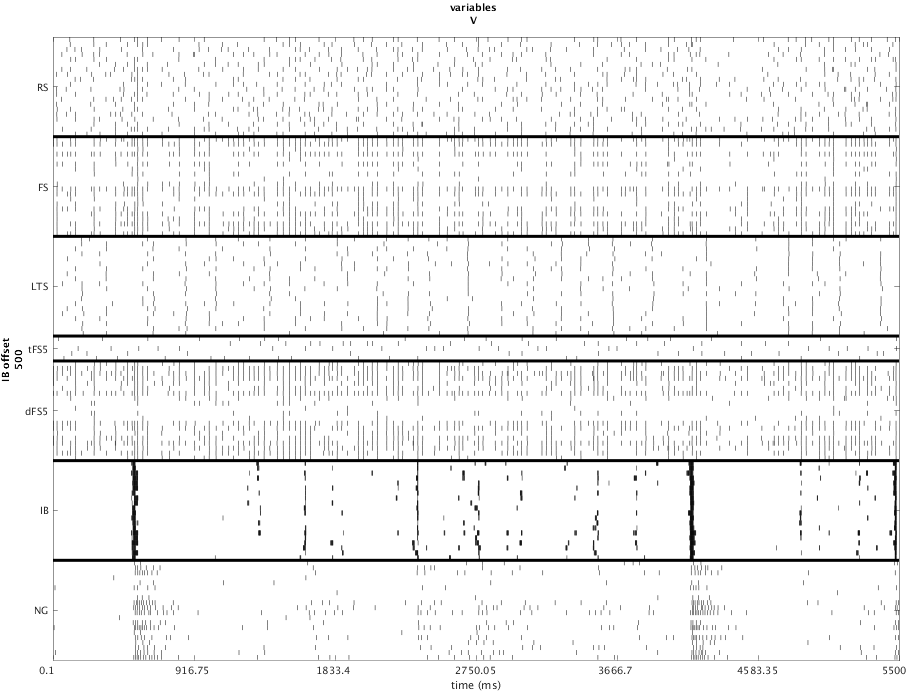 variables
V
RS
FS
LTS
tFS5
dFS5
IB
NG
IB offset
500
0.1 916.75 1833.4 2750.05 3666.7 4583.35 5500
time (ms)